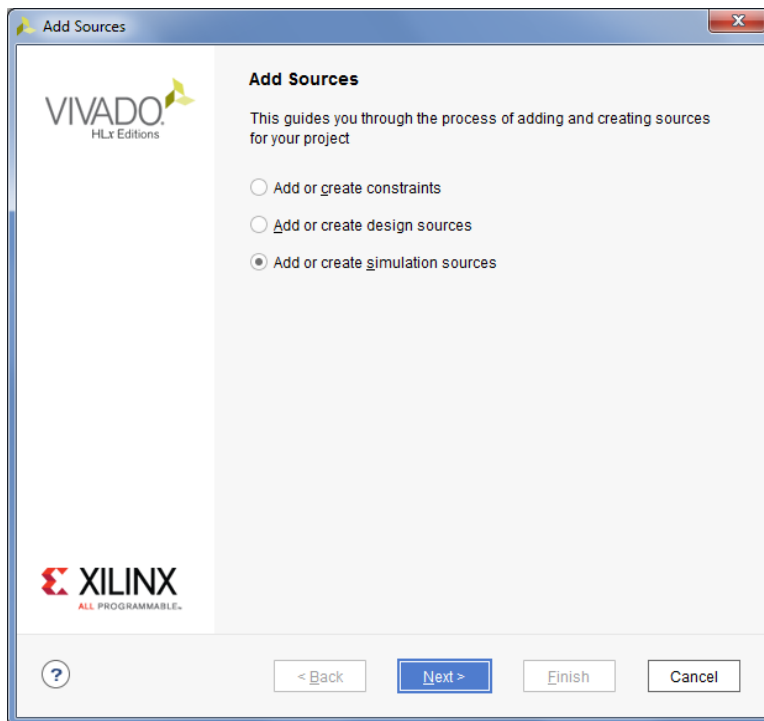 Add Sources
VIVADO.
HLx Editions
Add Sources
This guides you through the process of adding and creating sources
for your project
Add or create constraints
Add or create design sources
Add or create simulation sources
XILINX
ALL PROGRAMMABLE™
?
< Back
Next >
Finish
Cancel